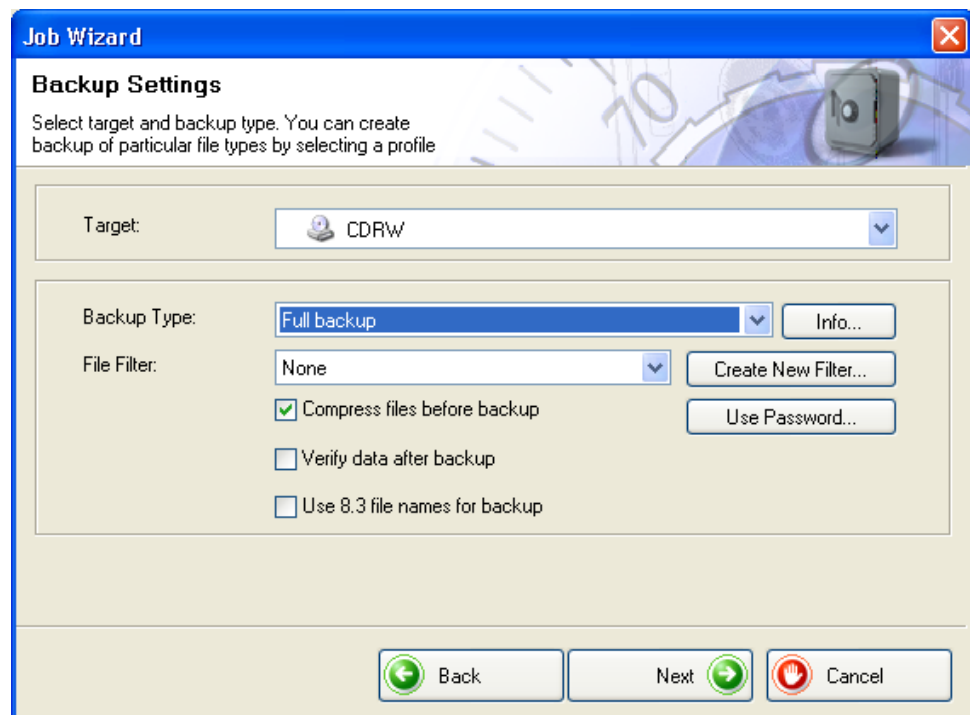 Job Wizard
Backup Settings
Select target and backup type. You can create
backup of particular file types by selecting a profile
70
Target:
CDRW
Backup Type:
Full backup
Info...
File Filter:
None
Create New Filter...
Compress files before backup
Use Password...
Verify data after backup
Use 8.3 file names for backup
Back
Next
Cancel